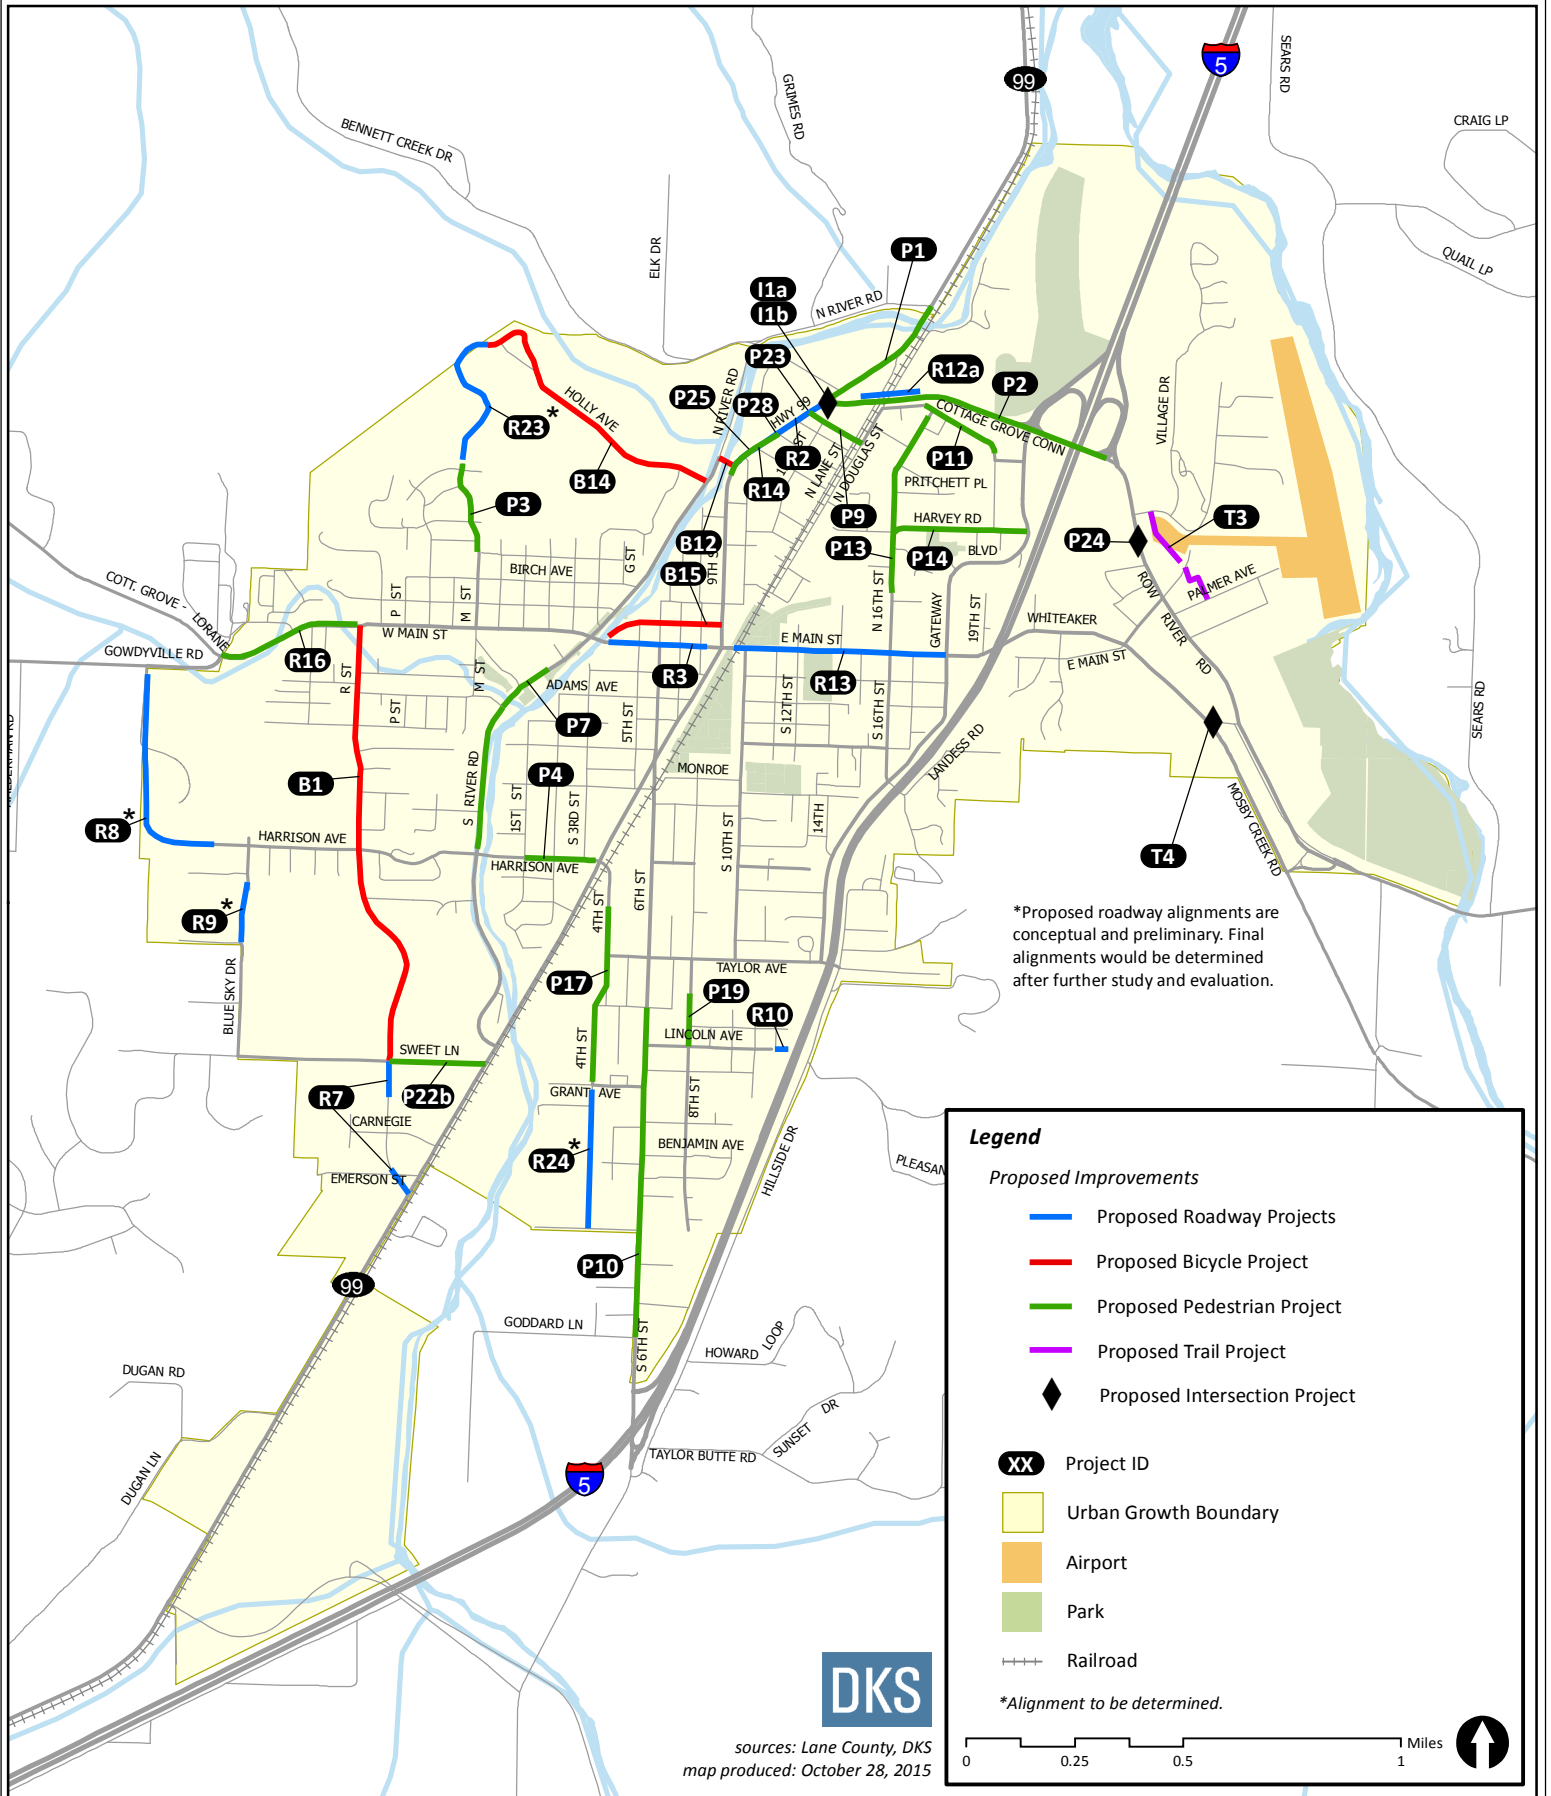 99
5
SEARS RD
GRIMES RD
CRAIG LP
BENNETT CREEK DR
ELK DR
QUAIL LP
P1
I1a
I1b
N RIVER RD
P23
R12a
P2
P25
P28
HWY 99
N RIVER RD
VILLAGE DR
HOLLY AVE
R23*
COTTAGE GROVE CONN
R2
P11
B14
R14
N LANE ST
N DOUGLAS ST
PRITCHETT PL
P3
P9
HARVEY RD
T3
P24
B12
P13
P14
BLVD
G ST
BIRCH AVE
9TH ST
B15
PALMER AVE
COTT. GROVE - LORANE
P ST
M ST
N 16TH ST
GATEWAY
19TH ST
WHITEAKER
ROW RIVER RD
W MAIN ST
E MAIN ST
GOWDYVILLE RD
R16
R ST
M ST
R3
R13
E MAIN ST
ADAMS AVE
P ST
P7
5TH ST
S 12TH ST
S 16TH ST
SEARS RD
LANDESS RD
S RIVER RD
MONROE
B1
P4
1ST ST
S 3RD ST
14TH
MOSBY CREEK RD
R8*
HARRISON AVE
HARRISON AVE
S 10TH ST
T4
6TH ST
4TH ST
R9*
*Proposed roadway alignments are
conceptual and preliminary. Final
alignments would be determined
after further study and evaluation.
BLUE SKY DR
TAYLOR AVE
P17
P19
R10
4TH ST
LINCOLN AVE
SWEET LN
R7
P22b
GRANT AVE
8TH ST
CARNEGIE
BENJAMIN AVE
HILLSIDE DR
R24*
PLEASAN
EMERSON ST
P10
99
GODDARD LN
S 6TH ST
HOWARD LOOP
DUGAN RD
SUNSET DR
TAYLOR BUTTE RD
DUGAN LN
5
Legend
Proposed Improvements
Proposed Roadway Projects
Proposed Bicycle Project
Proposed Pedestrian Project
Proposed Trail Project
Proposed Intersection Project
XX Project ID
Urban Growth Boundary
Airport
Park
Railroad
*Alignment to be determined.
Miles
0 0.25 0.5 1
DKS
sources: Lane County, DKS
map produced: October 28, 2015